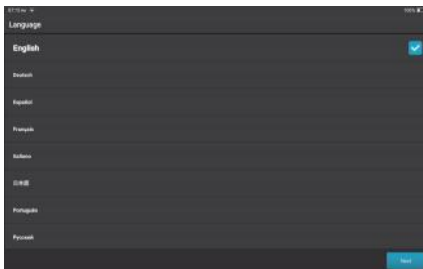 Language
English
Deutsch
Español
Français
Italiano
日本語
Português
Русский
Next